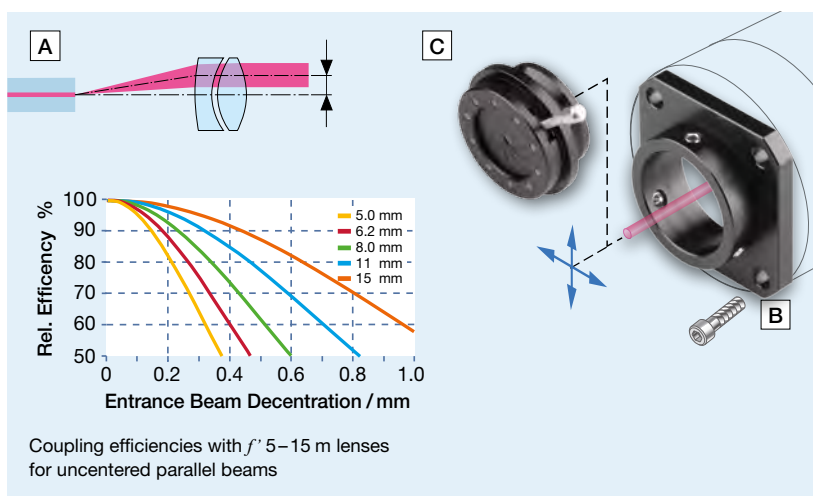 A
C
100
90
80
70
60
50
Rel. Efficency %
5.0 mm
6.2 mm
8.0 mm
11 mm
15 mm
0 0.2 0.4 0.6 0.8 1.0
Entrance Beam Decentration / mm
B
Coupling efficiencies with f' 5–15 m lenses
for uncentered parallel beams